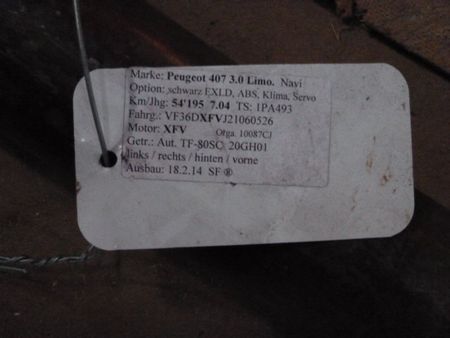 Marke: Peugeot 407 3.0 Limo. Navi
Option: schwarz EXLD, ABS, Klima, Servo
Km/Jhg: 54'195 7.04 TS: 1PA493
Fahrg.: VF36DXFVJ21060526
Motor: XFV Ofga. 10087CJ
Getr.: Aut. TF-80SC 20GH01
links / rechts / hinten / vorne
Ausbau: 18.2.14 SF ®